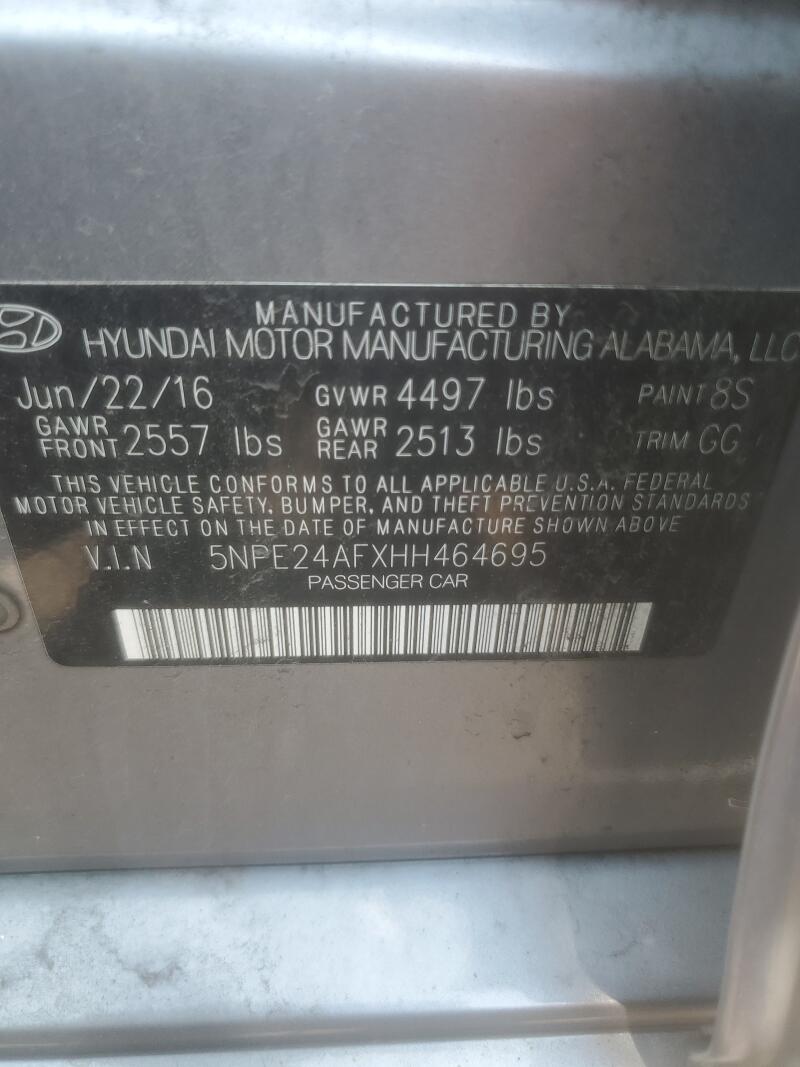 MANUFACTURED BY
HYUNDAI MOTOR MANUFACTURING ALABAMA, LLC
Jun/22/16 GVWR 4497 lbs PAINT 8S
GAWR FRONT 2557 lbs GAWR REAR 2513 lbs TRIM GG
THIS VEHICLE CONFORMS TO ALL APPLICABLE U.S.A. FEDERAL
MOTOR VEHICLE SAFETY, BUMPER, AND THEFT PREVENTION STANDARDS
IN EFFECT ON THE DATE OF MANUFACTURE SHOWN ABOVE
V.I.N 5NPE24AFXHH464695
PASSENGER CAR